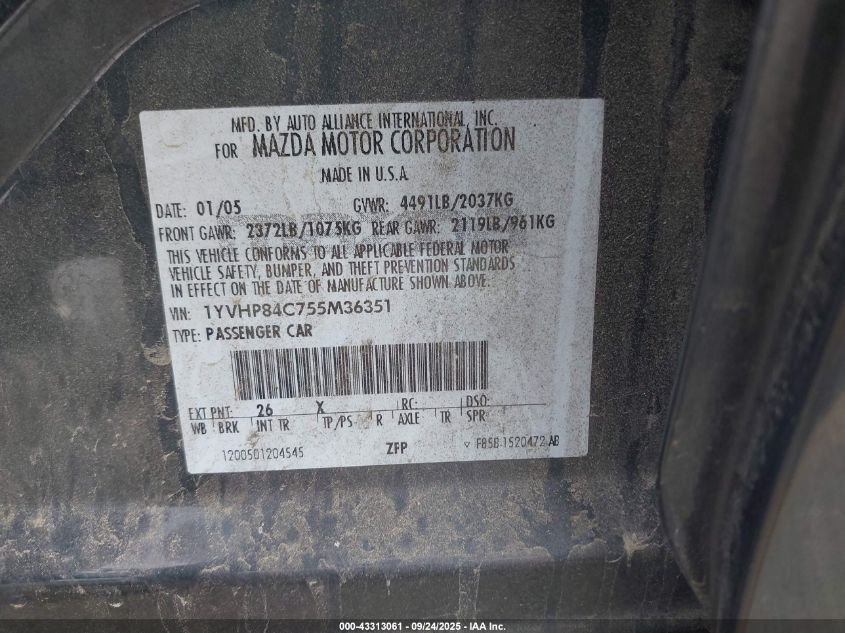 MFD. BY AUTO ALLIANCE INTERNATIONAL, INC.
FOR MAZDA MOTOR CORPORATION
MADE IN U.S.A.
DATE: 01/05 GVWR: 4491LB/2037KG
FRONT GAWR: 2372LB/1075KG REAR GAWR: 2119LB/961KG
THIS VEHICLE CONFORMS TO ALL APPLICABLE FEDERAL MOTOR
VEHICLE SAFETY, BUMPER, AND THEFT PREVENTION STANDARDS
IN EFFECT ON THE DATE OF MANUFACTURE SHOWN ABOVE.
VIN: 1YVHP84C755M36351
TYPE: PASSENGER CAR
EXT PNT: 26 X RC: DSO:
WB BRK INT TR TP/PS R AXLE TR SPR:
1200501204545 ZFP F85B 1520472 AB
000-43313061 - 09/24/2025 - IAA Inc.